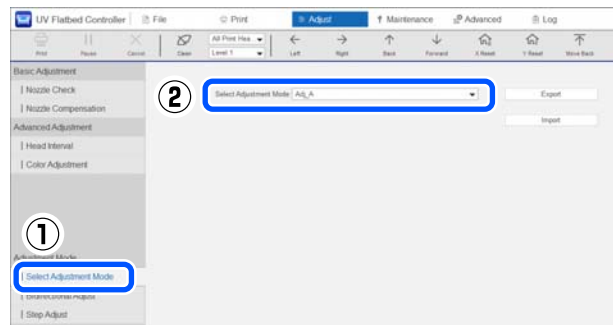 UV Flatbed Controller File Print Adjust Maintenance Advanced Log
Print Pause Cancel Clean All Print Hea Left Right Back Forward X Reset Y Reset Move Back
Level 1
Basic Adjustment
Nozzle Check
Nozzle Compensation
Advanced Adjustment
Head Interval
Color Adjustment
②
Select Adjustment Mode: Adj_A
Export
Import
①
Adjustment Mode
Select Adjustment Mode
Bidirectional Adjust
Step Adjust